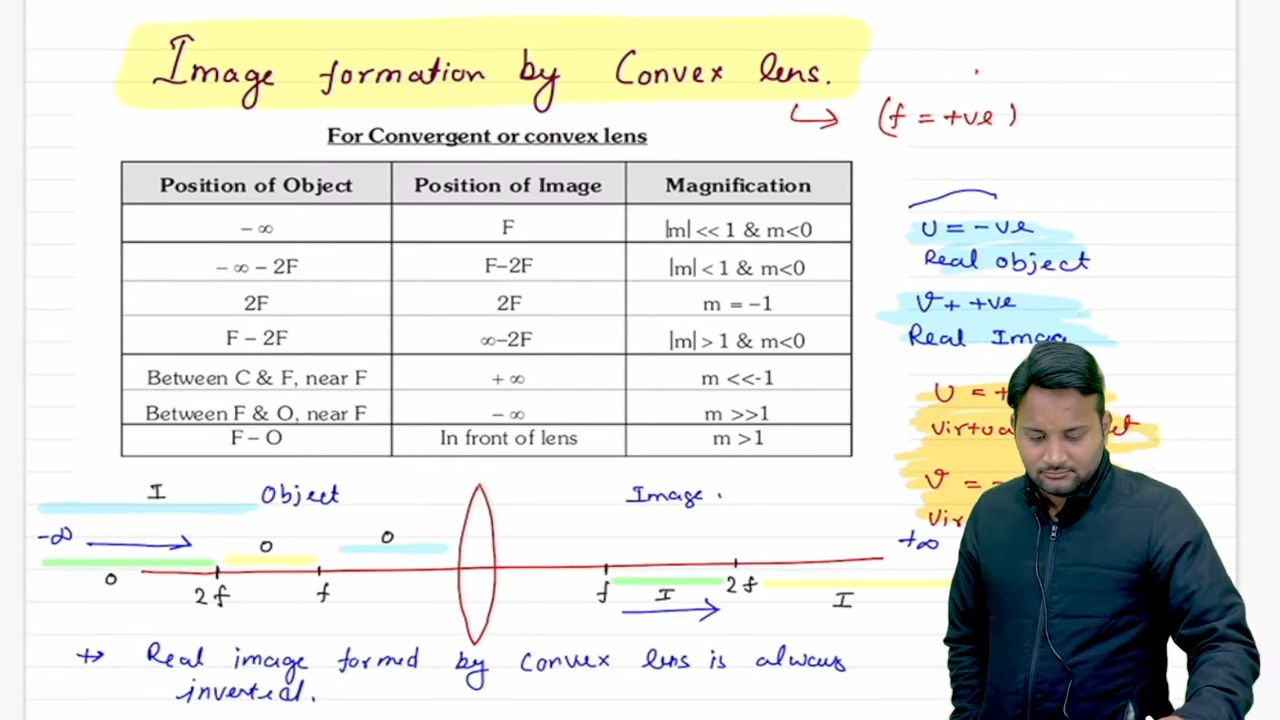 Image formation by Convex lens.
(f = +ve)
For Convergent or convex lens
Position of Object Position of Image Magnification
– ∞ F |m| << 1 & m<0
– ∞ – 2F F–2F |m| < 1 & m<0
2F 2F m = –1
F – 2F ∞–2F |m| > 1 & m<0
Between C & F, near F + ∞ m <<-1
Between F & O, near F – ∞ m >>1
F – O In front of lens m >1
u = -ve
Real object
v + +ve
Real
u = +
v =
I Object Image.
-∞ O O +∞
O 2f f f I 2f I
Real image formed by convex lens is always
inverted.